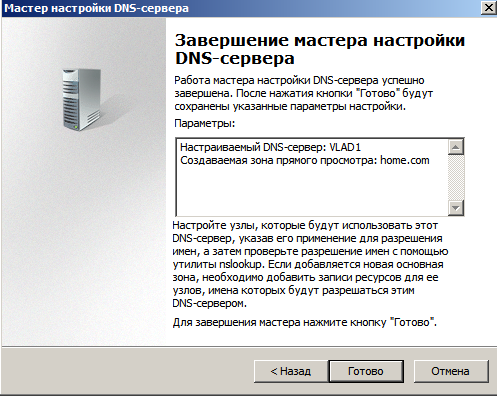 Мастер настройки DNS-сервера
Завершение мастера настройки
DNS-сервера
Работа мастера настройки DNS-сервера успешно
завершена. После нажатия кнопки "Готово" будут
сохранены указанные параметры настройки.
Параметры:
Настраиваемый DNS-сервер: VLAD1
Создаваемая зона прямого просмотра: home.com
Настройте узлы, которые будут использовать этот
DNS-сервер, указав его применение для разрешения
имен, а затем проверьте разрешение имен с помощью
утилиты nslookup. Если добавляется новая основная
зона, необходимо добавить записи ресурсов для ее
узлов, имена которых будут разрешаться этим
DNS-сервером.
Для завершения мастера нажмите кнопку "Готово".
< Назад Готово Отмена